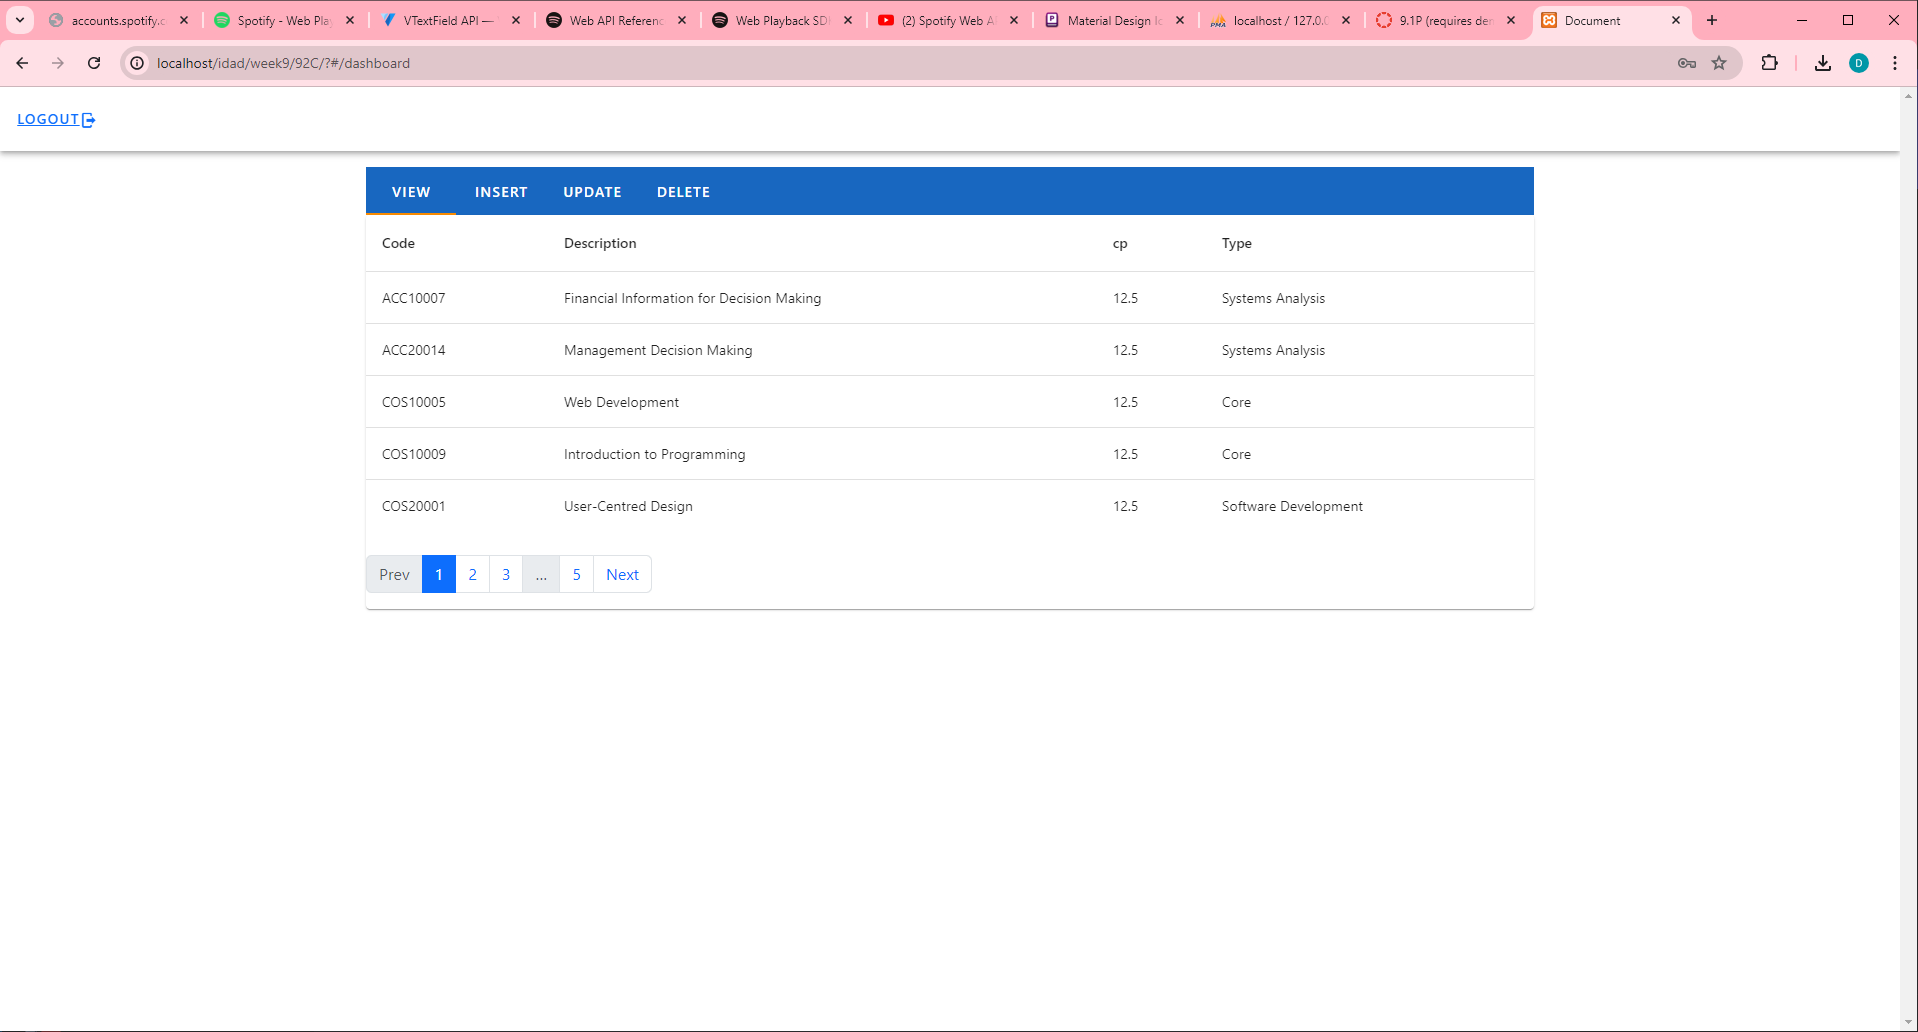 accounts.spotify.c
Spotify - Web Pla
VTextField API —
Web API Referenc
Web Playback SD
(2) Spotify Web A
Material Design Ic
localhost / 127.0.0
9.1P (requires den
Document
localhost/idad/week9/92C/?#/dashboard
D
LOGOUT
VIEW INSERT UPDATE DELETE
Code Description cp Type
ACC10007 Financial Information for Decision Making 12.5 Systems Analysis
ACC20014 Management Decision Making 12.5 Systems Analysis
COS10005 Web Development 12.5 Core
COS10009 Introduction to Programming 12.5 Core
COS20001 User-Centred Design 12.5 Software Development
Prev 1 2 3 ... 5 Next